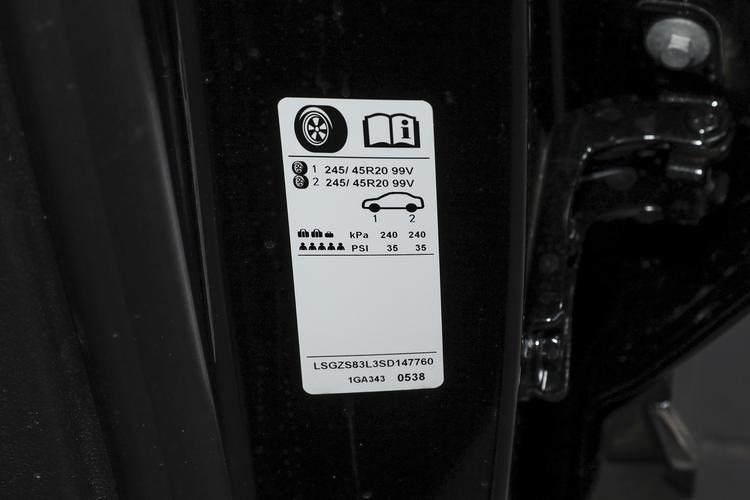 i
1 245/ 45R20 99V
2 245/ 45R20 99V
1 2
kPa 240 240
PSI 35 35
LSGZS83L3SD147760
1GA343 0538